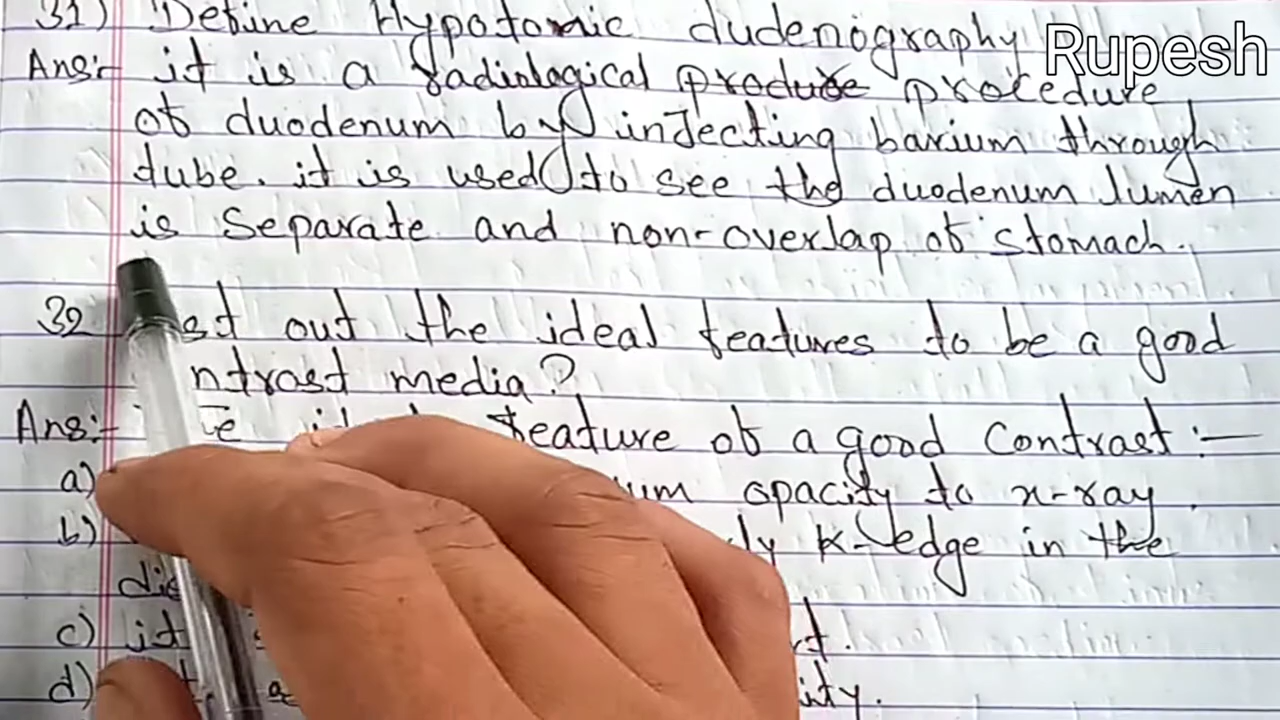 31) Define Hypotonic dudenography
Rupesh
Ans:- it is a radiological procedure
of duodenum by injecting barium through
tube. it is used to see the duodenum lumen
is separate and non-overlap of stomach.
32 out the ideal features to be a good
media?
Ans:- feature of a good contrast :-
a) opacity to x-ray.
b) K-edge in the
c) it
d)